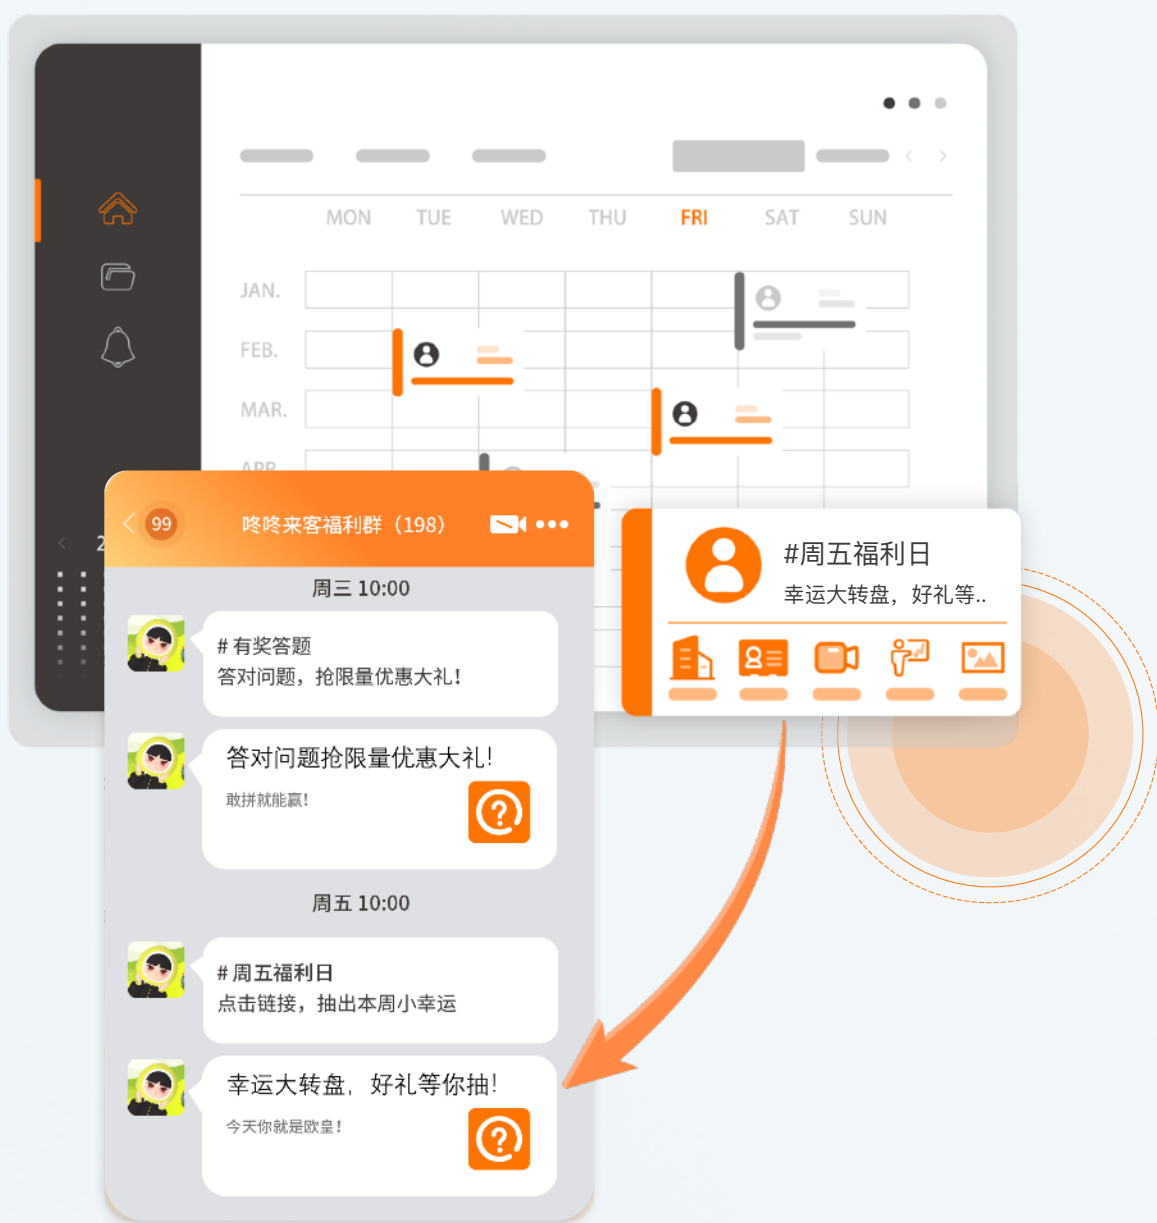 MON TUE WED THU FRI SAT SUN
JAN.
FEB.
MAR.
99 咚咚来客福利群（198）
周三 10:00
# 有奖答题
答对问题，抢限量优惠大礼！
答对问题抢限量优惠大礼！
敢拼就能赢！
周五 10:00
# 周五福利日
点击链接，抽出本周小幸运
幸运大转盘，好礼等你抽！
今天你就是欧皇！
#周五福利日
幸运大转盘，好礼等..